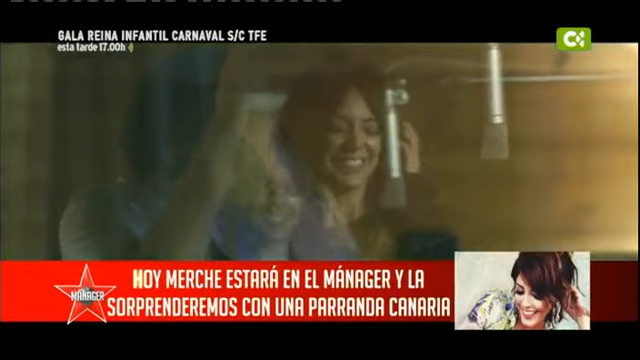 GALA REINA INFANTIL CARNAVAL S/C TFE
esta tarde 17.00h
MÁNAGER
HOY MERCHE ESTARÁ EN EL MÁNAGER Y LA
SORPRENDEREMOS CON UNA PARRANDA CANARIA